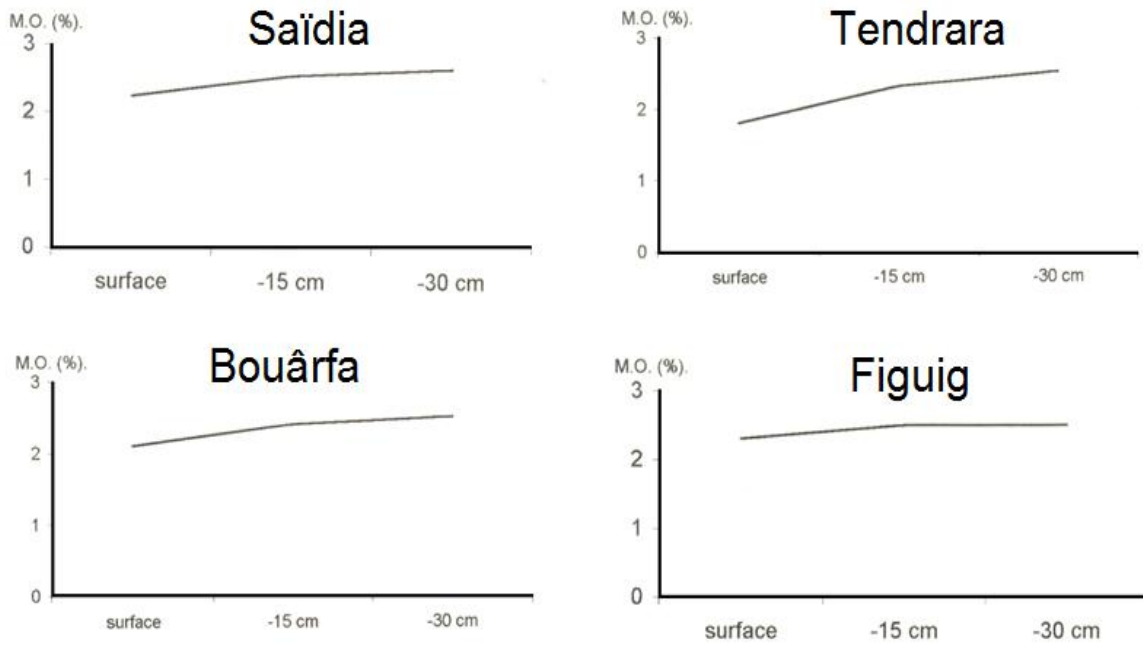 Saïdia
M.O. (%).
3
2
1
0
surface -15 cm -30 cm
Tendrara
M.O. (%).
3
2
1
0
surface -15 cm -30 cm
Bouârfa
M.O. (%).
3
2
1
0
surface -15 cm -30 cm
Figuig
M.O. (%).
3
2
1
0
surface -15 cm -30 cm